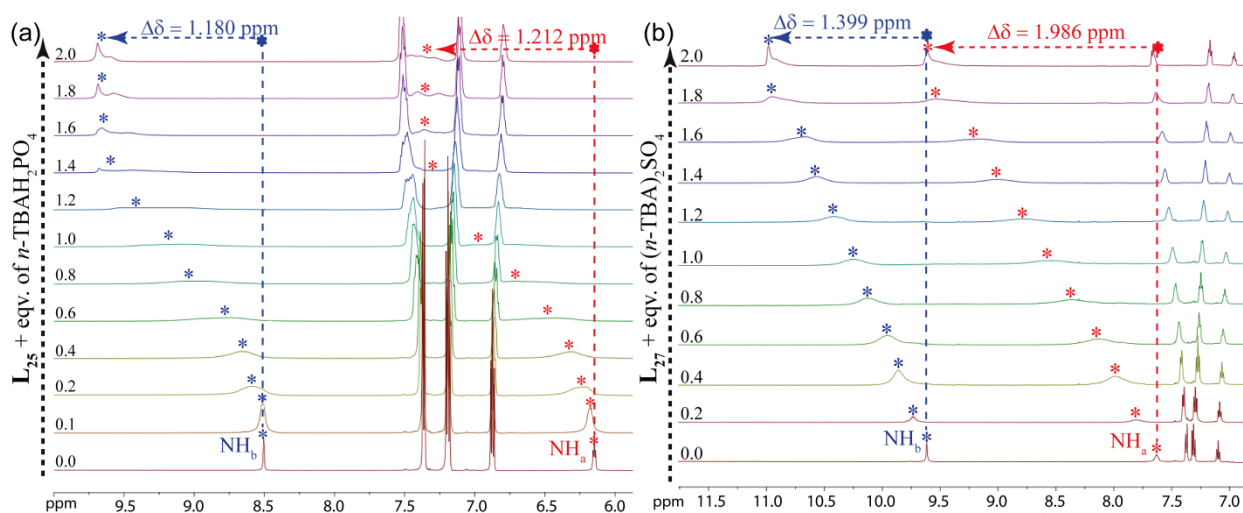 (a)
Δδ = 1.180 ppm
Δδ = 1.212 ppm
L25 + eqv. of n-TBAH2PO4
2.0
1.8
1.6
1.4
1.2
1.0
0.8
0.6
0.4
0.2
0.1
0.0
NHb
NHa
ppm 9.5 9.0 8.5 8.0 7.5 7.0 6.5 6.0
(b)
Δδ = 1.399 ppm
Δδ = 1.986 ppm
L27 + eqv. of (n-TBA)2SO4
2.0
1.8
1.6
1.4
1.2
1.0
0.8
0.6
0.4
0.2
0.0
NHb
NHa
ppm 11.5 11.0 10.5 10.0 9.5 9.0 8.5 8.0 7.5 7.0